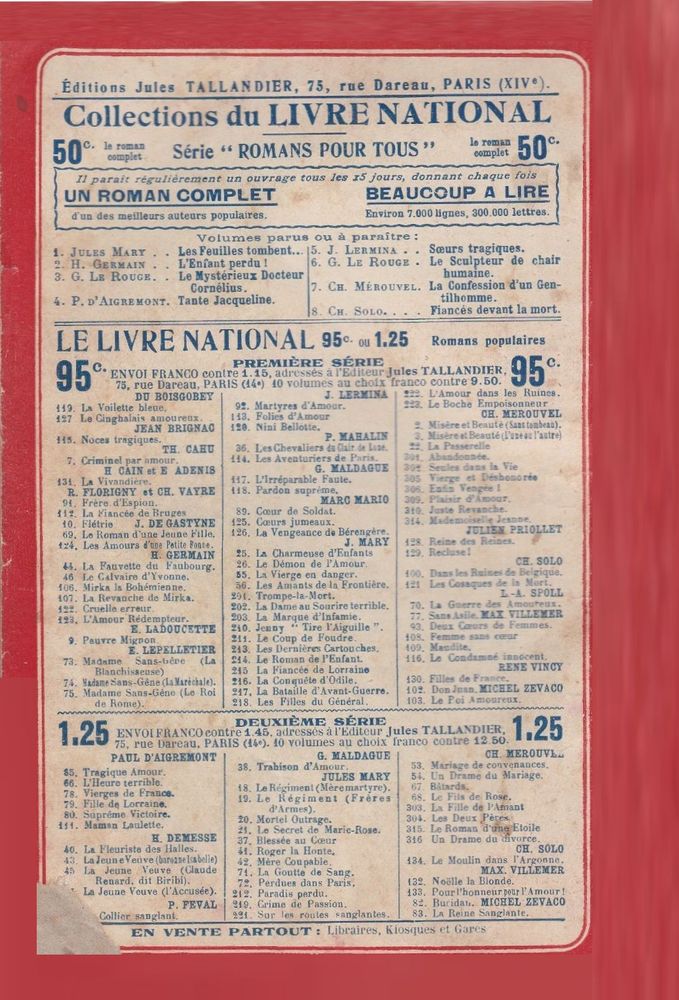 Éditions Jules TALLANDIER, 75, rue Dareau, PARIS (XIVe).
Collections du LIVRE NATIONAL
50c. le roman complet Série “ ROMANS POUR TOUS ” le roman complet 50c.
Il parait régulièrement un ouvrage tous les 15 jours, donnant chaque fois
UN ROMAN COMPLET BEAUCOUP A LIRE
d'un des meilleurs auteurs populaires. Environ 7.000 lignes, 300.000 lettres.
Volumes parus ou à paraître :
1. JULES MARY . . Les Feuilles tombent...
2. H. GERMAIN . . L'Enfant perdu !
3. G. LE ROUGE. . Le Mystérieux Docteur
Cornélius.
4. P. D'AIGREMONT. Tante Jacqueline.
5. J. LERMINA . . . Sœurs tragiques.
6. G. LE ROUGE . Le Sculpteur de chair
humaine.
7. CH. MÉROUVEL. La Confession d'un Gen-
tilhomme.
8. CH. SOLO. . . . Fiancés devant la mort.
LE LIVRE NATIONAL 95c. ou 1.25 Romans populaires
PREMIÈRE SÉRIE
95c. ENVOI FRANCO contre 1.15, adressés à l'Editeur Jules TALLANDIER, 95c.
75, rue Dareau, PARIS (14e) 10 volumes au choix franco contre 9.50.
DU BOISGOBEY
119. La Voilette bleue.
127 Le Cinghalais amoureux.
JEAN BRIGNAC
115. Noces tragiques.
TH. CAHU
7. Criminel par amour.
H CAIN et E ADENIS
131. La Vivandière.
R. FLORIGNY et CH. VAYRE
91. Frère d'Espion.
112. La Fiancée de Bruges
10. Flétrie J. DE GASTYNE
69. Le Roman d'une Jeune Fille.
124. Les Amours d'une Petite Poste.
H. GERMAIN
44. La Fauvette du Faubourg.
46 Le Calvaire d'Yvonne.
106. Mirka la Bohémienne.
107. La Revanche de Mirka.
122. Cruelle erreur.
123. L'Amour Rédempteur.
E. LADOUCETTE
9. Pauvre Mignon
E. LEPELLETIER
73. Madame Sans-Gêne (La
Blanchisseuse)
74. Madame Sans-Gêne (La Maréchale).
75. Madame Sans-Gêne (Le Roi
de Rome).
J. LERMINA
92. Martyres d'Amour.
113. Folies d'Amour
120. Nini Bellotte.
P. MAHALIN
36. Les Chevaliers du Clair de Lune.
114. Les Aventuriers de Paris.
G. MALDAGUE
117. L'Irréparable Faute.
118. Pardon suprême.
MARC MARIO
89. Cœur de Soldat.
125. Cœurs jumeaux.
126. La Vengeance de Bérengère.
J. MARY
25. La Charmeuse d'Enfants
26. Le Démon de l'Amour.
55. La Vierge en danger.
56. Les Amants de la Frontière.
201. Trompe-la-Mort.
202. La Dame au Sourire terrible.
203. La Marque d'Infamie.
210. Jenny “ Tire l'Aiguille ”.
211. Le Coup de Foudre.
213. Les Dernières Cartouches.
214. Le Roman de l'Enfant.
215 La Fiancée de Lorraine
216. La Conquête d'Odile.
217. La Bataille d'Avant-Guerre.
218. Les Filles du Général.
222. L'Amour dans les Ruines.
223. Le Boche Empoisonneur
CH. MEROUVEL
2. Misère et Beauté (Sans tombeau).
3. Misère et Beauté (L'une ou l'autre)
22. La Passerelle
301. Abandonnée.
302 Seules dans la Vie
305 Vierge et Déshonorée
306. Enfin Vengée !
309. Plaisir d'Amour.
310. Juste Revanche.
314. Mademoiselle Jeanne.
JULIEN PRIOLLET
128. Reine des Reines.
129. Recluse!
CH. SOLO
100. Dans les Ruines de Belgique.
121 Les Cosaques de la Mort.
L.-A. SPOLL
70. La Guerre des Amoureux.
77. Sans Asile. MAX VILLEMER
93. Deux Cœurs de Femmes.
108. Femme sans cœur
109. Maudite.
116. Le Condamné innocent.
RENE VINCY
130. Filles de France.
102. Don Juan. MICHEL ZEVACO
103. Le Roi Amoureux.
DEUXIÈME SÉRIE
1.25 ENVOI FRANCO contre 1.45, adressés à l'Editeur Jules TALLANDIER, 1.25
75, rue Dareau, PARIS (14e). 10 volumes au choix franco contre 12 50.
PAUL D'AIGREMONT
85. Tragique Amour.
66. L'Heure terrible.
78. Vierges de France.
79. Fille de Lorraine.
80. Suprême Victoire.
111. Maman Laulette.
H. DEMESSE
40. La Fleuriste des Halles.
43. La Jeune Veuve (baronne Isabelle)
45 La Jeune Veuve (Claude
Renard, dit Biribi).
La Jeune Veuve (l'Accusée).
P. FEVAL
Collier sanglant.
G. MALDAGUE
38. Trahison d'Amour.
JULES MARY
18. Le Régiment (Mère martyre).
19. Le Régiment (Frères
d'Armes).
20. Mortel Outrage.
21. Le Secret de Marie-Rose.
37. Blessée au Cœur
41. Roger la Honte.
42. Mère Coupable.
71. La Goutte de Sang.
72. Perdues dans Paris.
212. Paradis perdu.
219. Crime de Passion.
221. Sur les routes sanglantes.
CH. MEROUVEL
53. Mariage de convenances.
54. Un Drame du Mariage.
67 Bâtards.
68. Le Fils de Rose.
303. La Fille de l'Amant
304. Les Deux Pères.
315. Le Roman d'une Etoile
316 Un Drame du divorce.
CH. SOLO
134. Le Moulin dans l'Argonne.
MAX. VILLEMER
132. Noëlle la Blonde.
133. Pour l'honneur pour l'Amour !
82. Buridan. MICHEL ZEVACO
83. La Reine Sanglante.
EN VENTE PARTOUT : Libraires, Kiosques et Gares